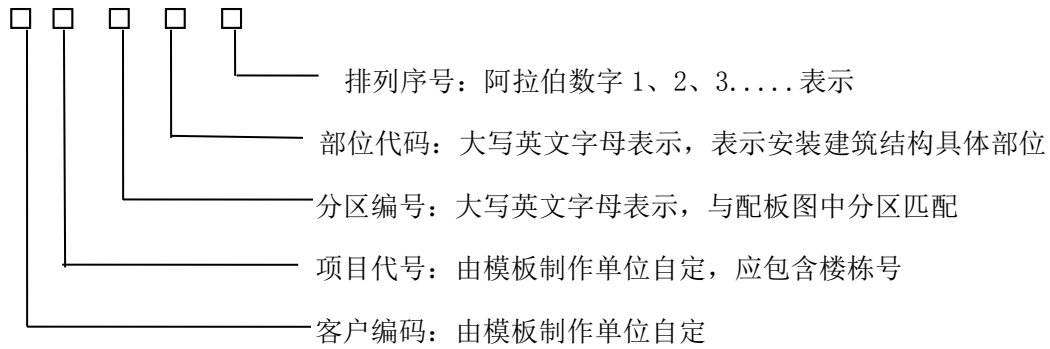 排列序号：阿拉伯数字 1、2、3.....表示
部位代码：大写英文字母表示，表示安装建筑结构具体部位
分区编号：大写英文字母表示，与配板图中分区匹配
项目代号：由模板制作单位自定，应包含楼栋号
客户编码：由模板制作单位自定